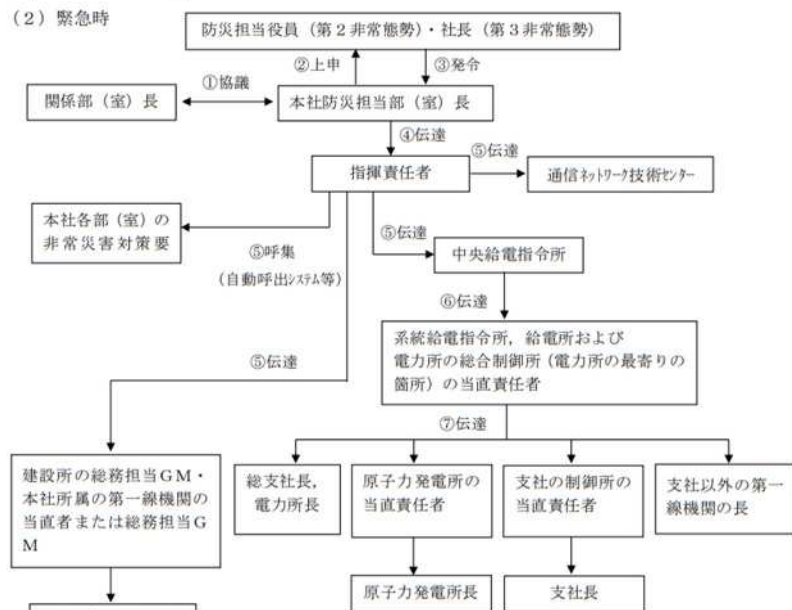 （2）緊急時
防災担当役員（第２非常態勢）・社長（第３非常態勢）
②上申
③発令
①協議
関係部（室）長
本社防災担当部（室）長
④伝達
指揮責任者
⑤伝達
通信ネットワーク技術センター
本社各部（室）の
非常災害対策要
⑤呼集
（自動呼出システム等）
⑤伝達
中央給電指令所
⑥伝達
系統給電指令所，給電所および
電力所の総合制御所（電力所の最寄りの
箇所）の当直責任者
⑤伝達
⑦伝達
建設所の総務担当ＧＭ・
本社所属の第一線機関の
当直者または総務担当Ｇ
Ｍ
総支社長，
電力所長
原子力発電所の
当直責任者
支社の制御所の
当直責任者
支社以外の第一
線機関の長
原子力発電所長
支社長